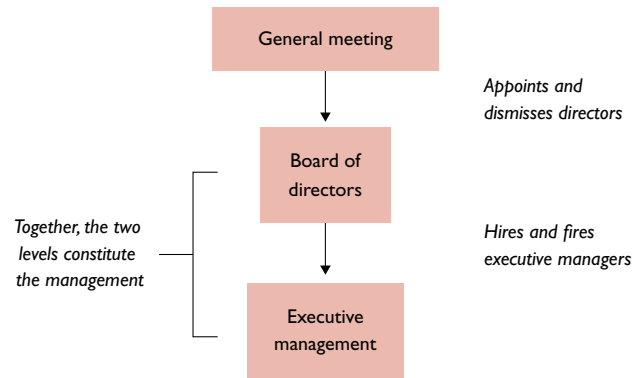 General meeting
Appoints and
dismisses directors
Board of
directors
Together, the two
levels constitute
the management
Hires and fires
executive managers
Executive
management